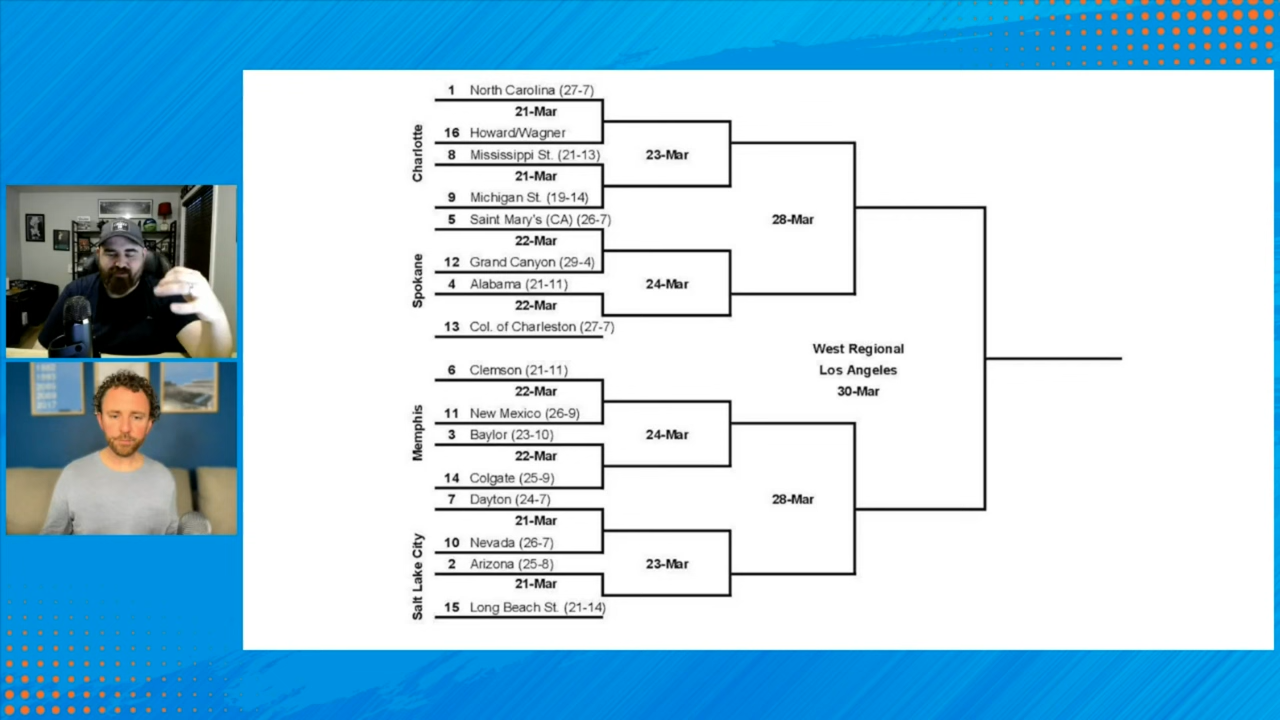 1 North Carolina (27-7)
21-Mar
16 Howard/Wagner
8 Mississippi St. (21-13)
21-Mar
9 Michigan St. (19-14)
Charlotte
23-Mar
5 Saint Mary's (CA) (26-7)
22-Mar
12 Grand Canyon (29-4)
4 Alabama (21-11)
22-Mar
13 Col. of Charleston (27-7)
Spokane
24-Mar
28-Mar
West Regional
Los Angeles
30-Mar
6 Clemson (21-11)
22-Mar
11 New Mexico (26-9)
3 Baylor (23-10)
22-Mar
14 Colgate (25-9)
Memphis
24-Mar
7 Dayton (24-7)
21-Mar
10 Nevada (26-7)
2 Arizona (25-8)
21-Mar
15 Long Beach St. (21-14)
Salt Lake City
23-Mar
28-Mar